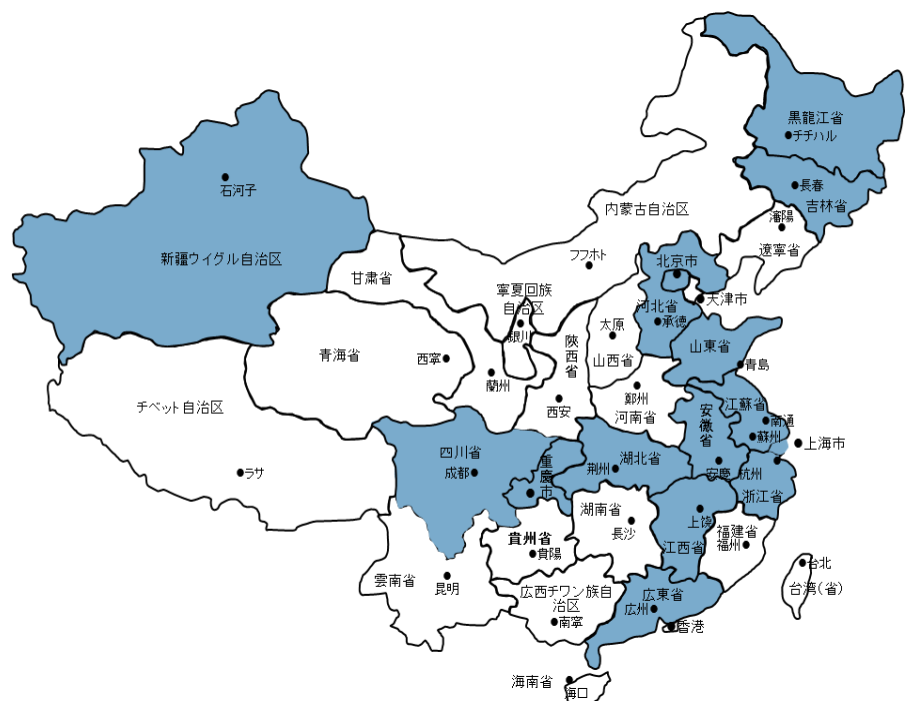 黒龍江省
チチハル
石河子
長春
吉林省
内蒙古自治区
瀋陽
遼寧省
新疆ウイグル自治区
フフホト
北京市
甘粛省
寧夏回族
自治区
天津市
河北省
承徳
太原
銀川
陝西省
山東省
青海省
西寧
山西省
青島
蘭州
鄭州
西安
河南省
チベット自治区
安徽省
江蘇省
南通
蘇州
上海市
四川省
成都
重慶市
湖北省
荆州
安慶
杭州
浙江省
ラサ
湖南省
長沙
上饶
江西省
福建省
福州
貴州省
貴陽
台北
台湾(省)
雲南省
昆明
広西チワン族自
治区
南寧
広東省
広州
香港
海南省
海口